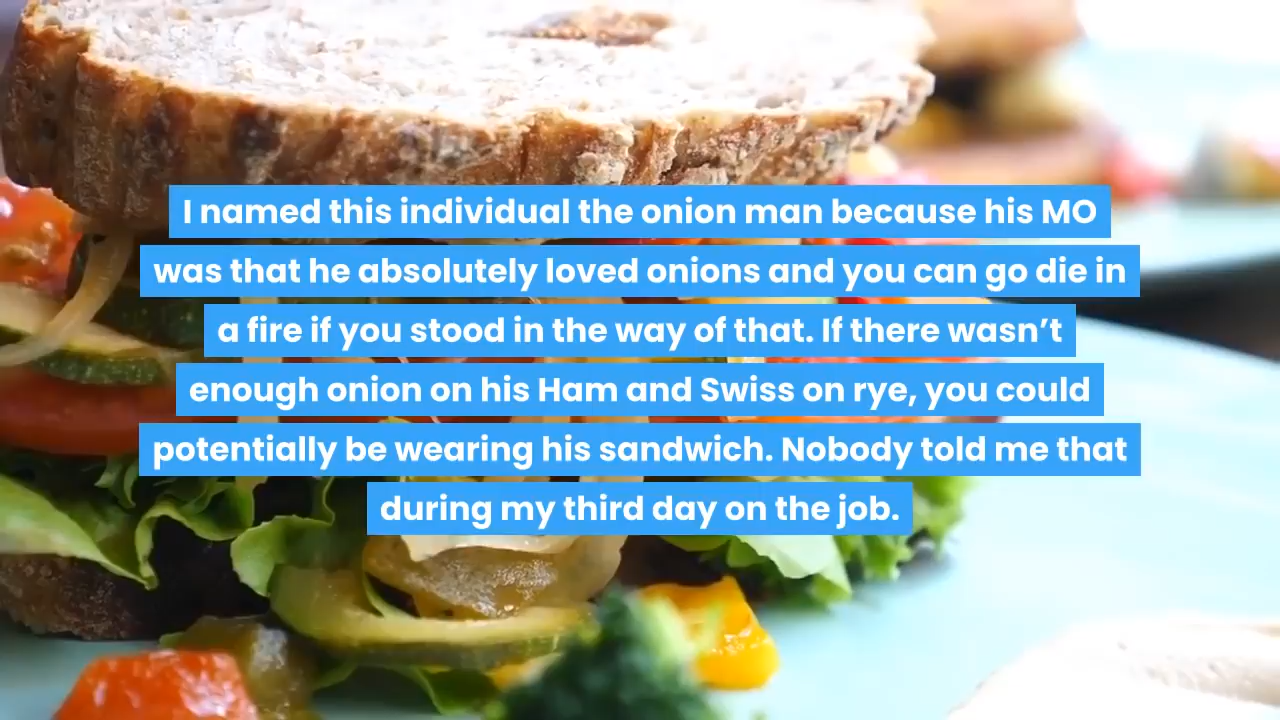 I named this individual the onion man because his MO
was that he absolutely loved onions and you can go die in
a fire if you stood in the way of that. If there wasn’t
enough onion on his Ham and Swiss on rye, you could
potentially be wearing his sandwich. Nobody told me that
during my third day on the job.